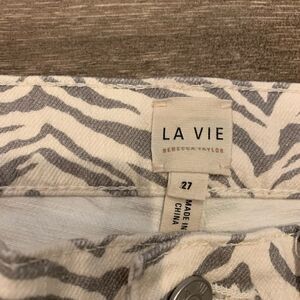 LA VIE
REBECCA TAYLOR
27
MADE IN
CHINA